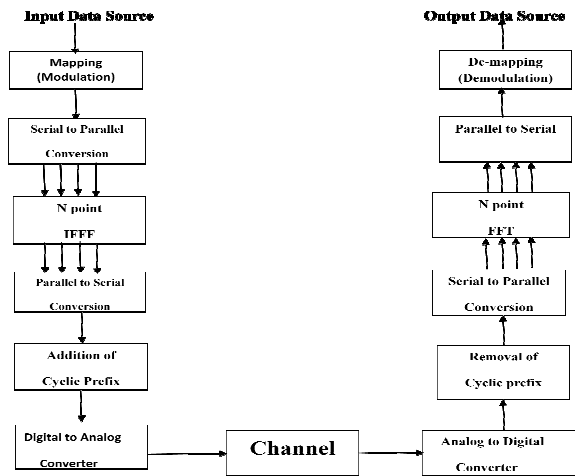 Input Data Source
Mapping
(Modulation)
Serial to Parallel
Conversion
N point
IFFF
Parallel to Serial
Conversion
Addition of
Cyclic Prefix
Digital to Analog
Converter
Channel
Output Data Source
De-mapping
(Demodulation)
Parallel to Serial
N point
FFT
Serial to Parallel
Conversion
Removal of
Cyclic prefix
Analog to Digital
Converter